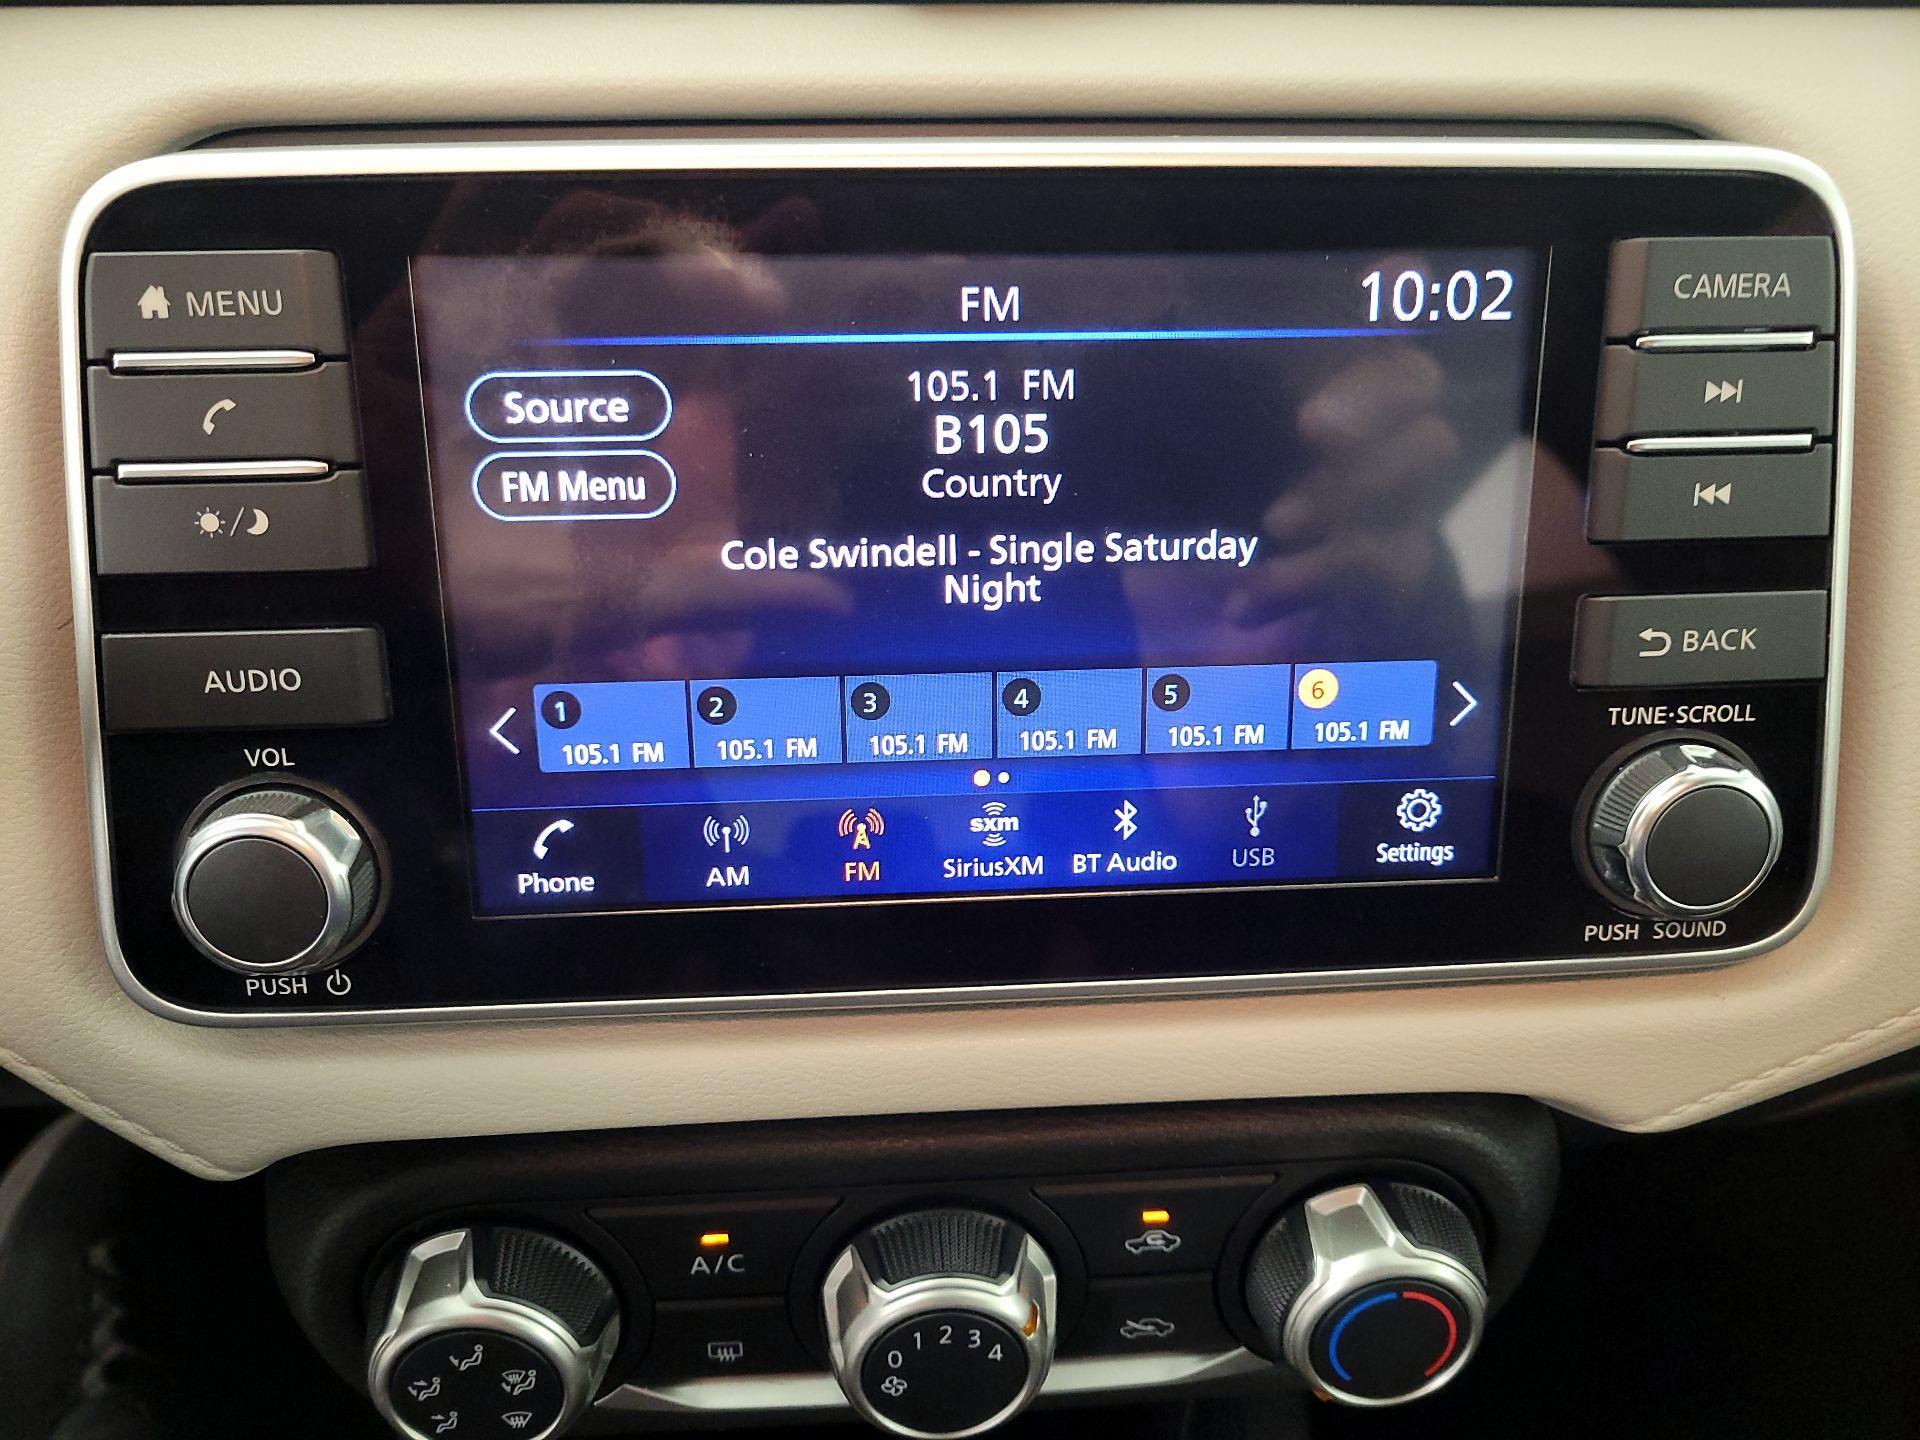 MENU
AUDIO
VOL
PUSH
FM
10:02
Source
FM Menu
105.1 FM
B105
Country
Cole Swindell - Single Saturday
Night
1
105.1 FM
2
105.1 FM
3
105.1 FM
4
105.1 FM
5
105.1 FM
6
105.1 FM
Phone
AM
FM
sxm
SiriusXM
BT Audio
USB
Settings
CAMERA
BACK
TUNE·SCROLL
PUSH SOUND
A/C
0 1 2 3 4